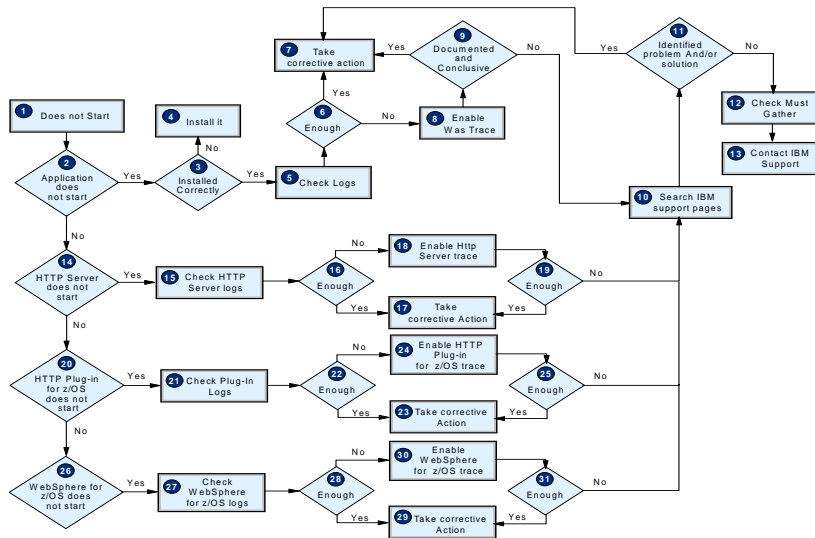 1 Does not Start
2
Application
does
not start
Yes
No
3
Installed
Correctly
No
4 Install it
Yes
5 Check Logs
6
Enough
Yes
No
7 Take
corrective action
8 Enable
Was Trace
9
Documented
and
Conclusive
Yes
No
10 Search IBM
support pages
11
Identified
problem And/or
solution
Yes
No
12 Check Must
Gather
13 Contact IBM
Support
14
HTTP Server
does not
start
Yes
No
15 Check HTTP
Server logs
16
Enough
No
Yes
18 Enable Http
Server trace
17 Take
corrective Action
19
Enough
Yes
No
20
HTTP Plug-in
for z/OS
does not
start
Yes
No
21 Check Plug-In
Logs
22
Enough
No
Yes
24 Enable HTTP
Plug-in
for z/OS trace
23 Take corrective
Action
25
Enough
Yes
No
26
WebSphere for
z/OS does
not start
Yes
27 Check
WebSphere
for z/OS logs
28
Enough
No
Yes
30 Enable
WebSphere
for z/OS trace
29 Take corrective
Action
31
Enough
Yes
No